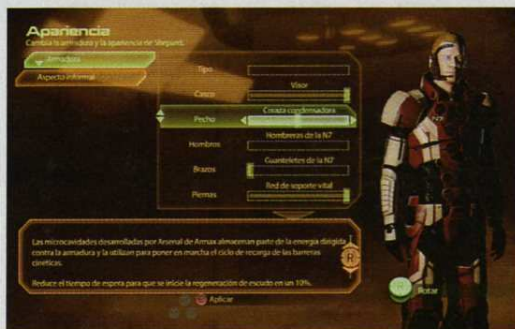 Apariencia
Cambia la armadura y la apariencia de Shepard.
Armadura
Aspecto informal
Tipo
Visor
Casco
Coraza condensadora
Pecho
Hombreras de la N7
Hombros
Guanteletes de la N7
Brazos
Red de soporte vital
Piernas
Las microcavidades desarrolladas por Arsenal de Armax almacenan parte de la energía dirigida
contra la armadura y la utilizan para poner en marcha el ciclo de recarga de las barreras
cinéticas.
Reduce el tiempo de espera para que se inicie la regeneración de escudo en un 10%.
R
R
Rotar
Aplicar
N7